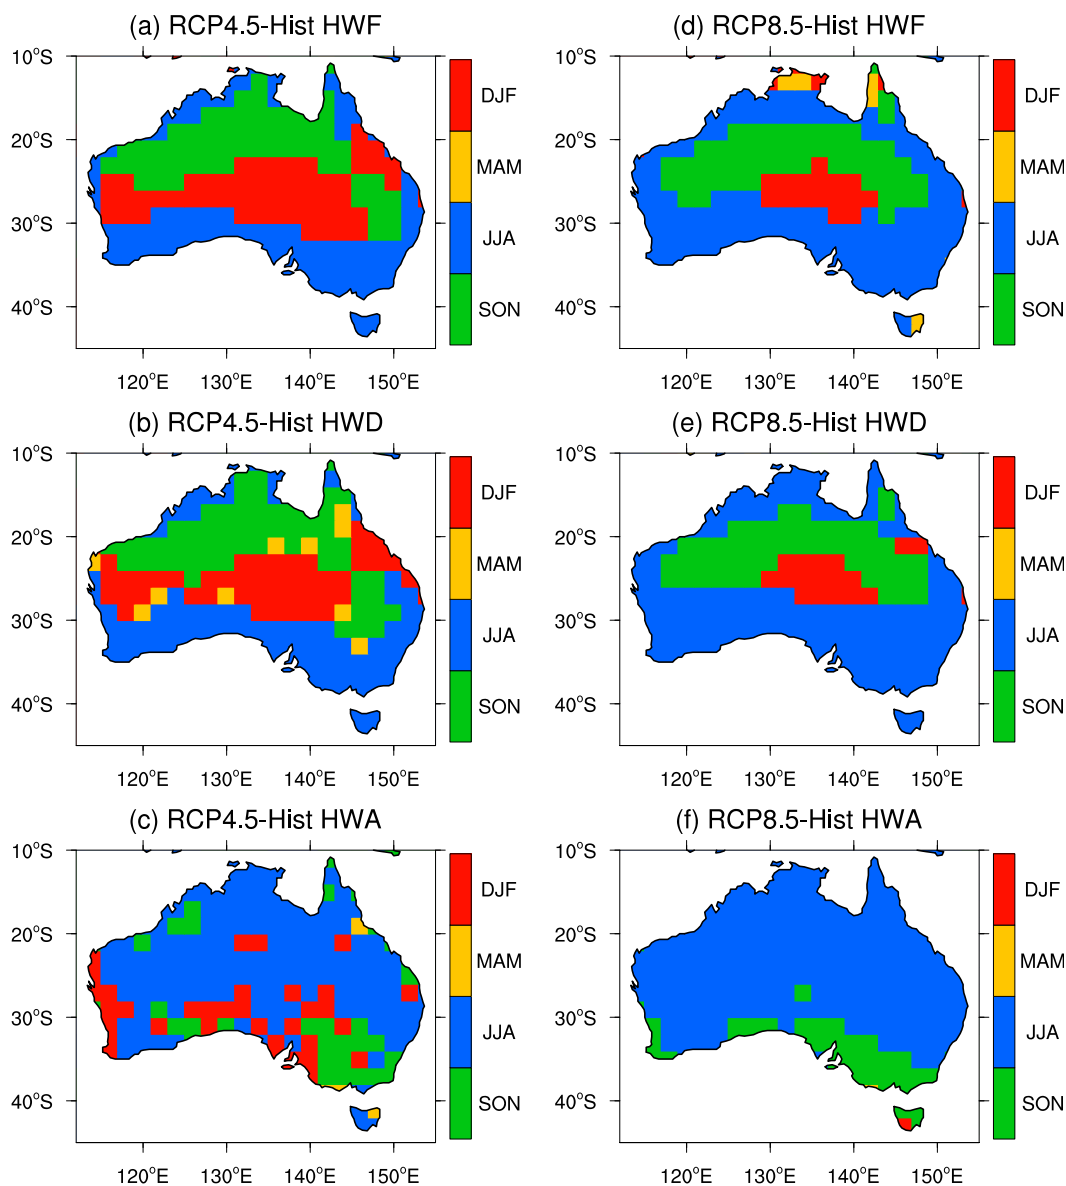 (a) RCP4.5-Hist HWF
10°S
20°S
30°S
40°S
120°E 130°E 140°E 150°E
DJF
MAM
JJA
SON
(d) RCP8.5-Hist HWF
10°S
20°S
30°S
40°S
120°E 130°E 140°E 150°E
DJF
MAM
JJA
SON
(b) RCP4.5-Hist HWD
10°S
20°S
30°S
40°S
120°E 130°E 140°E 150°E
DJF
MAM
JJA
SON
(e) RCP8.5-Hist HWD
10°S
20°S
30°S
40°S
120°E 130°E 140°E 150°E
DJF
MAM
JJA
SON
(c) RCP4.5-Hist HWA
10°S
20°S
30°S
40°S
120°E 130°E 140°E 150°E
DJF
MAM
JJA
SON
(f) RCP8.5-Hist HWA
10°S
20°S
30°S
40°S
120°E 130°E 140°E 150°E
DJF
MAM
JJA
SON